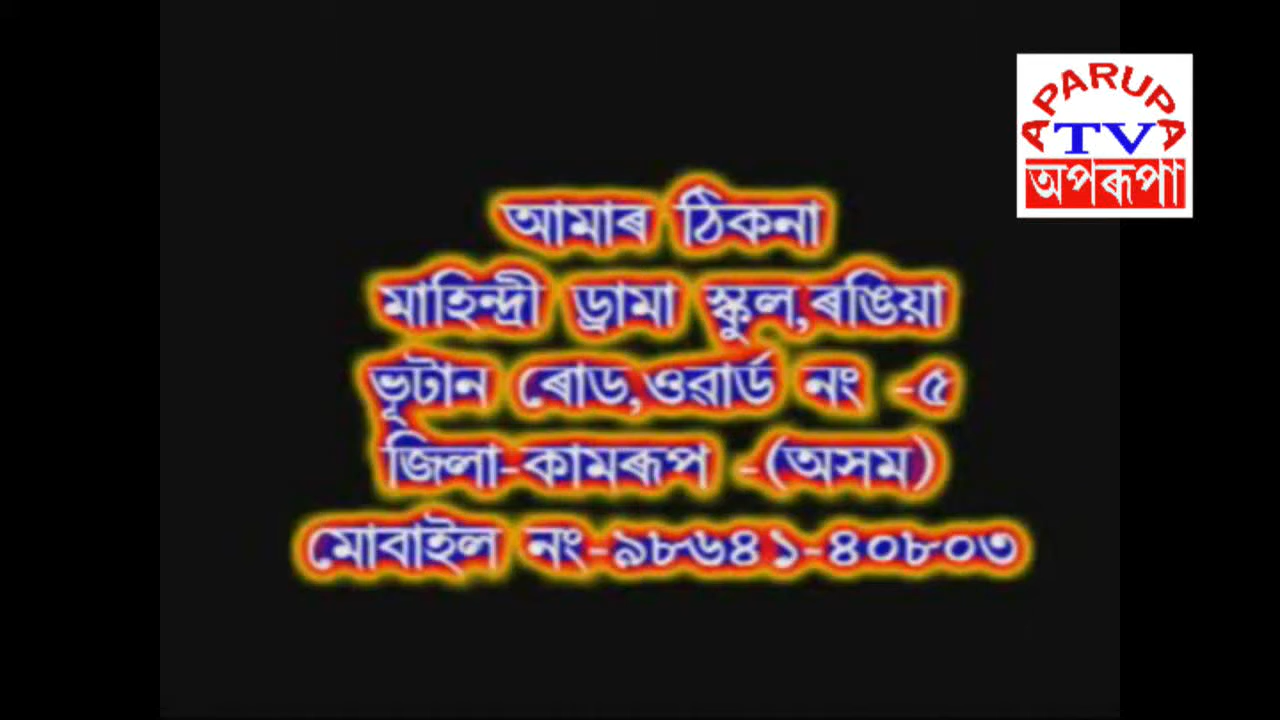 APARUPA
TV
অপৰূপা
আমাৰ ঠিকনা
মাহিন্দ্ৰী ড্ৰামা স্কুল,ৰঙিয়া
ভূটান ৰোড,ওৱাৰ্ড নং -৫
জিলা-কামৰূপ -(অসম)
মোবাইল নং-৯৮৬৪১-৪০৮০৩